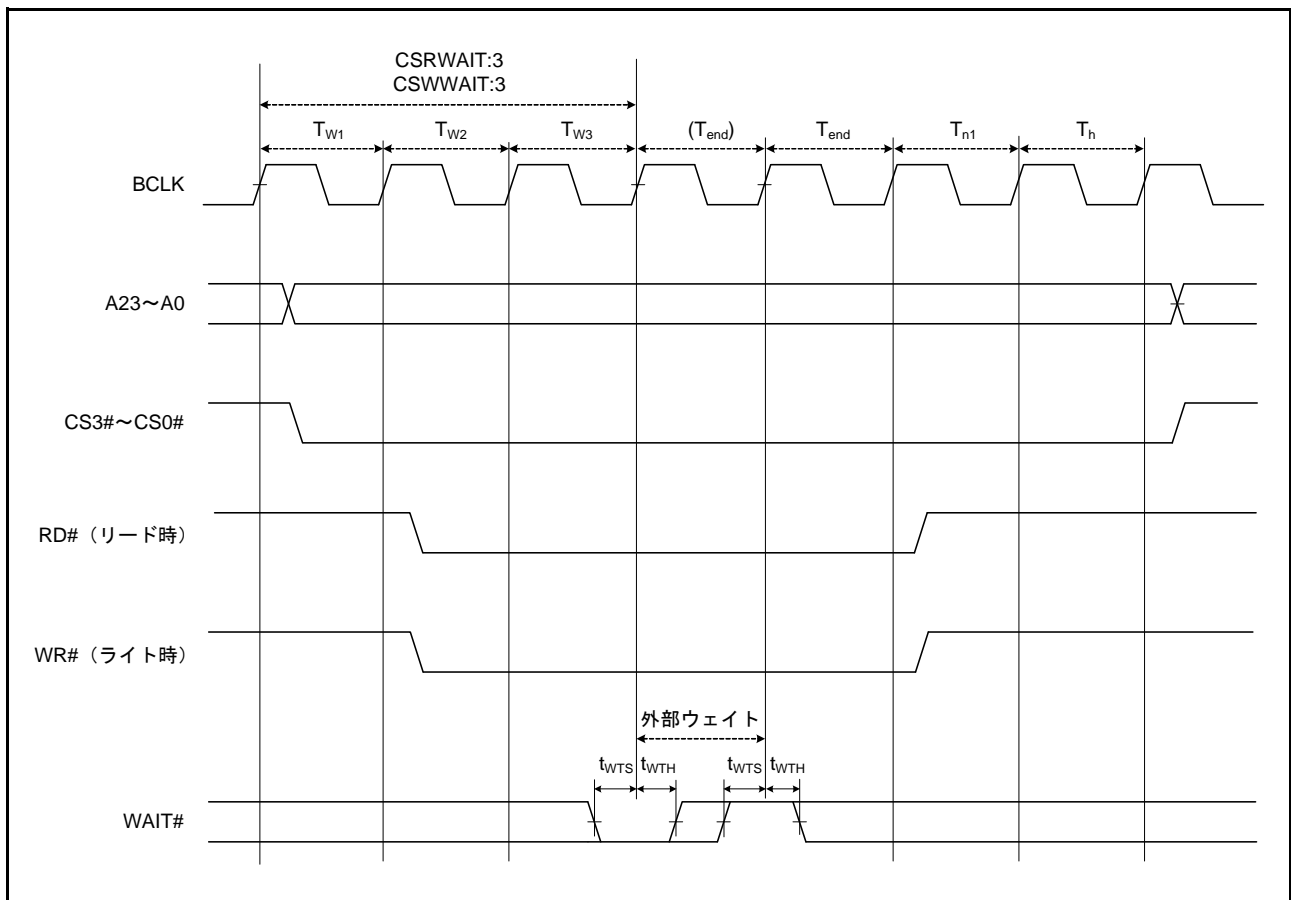 CSRWAIT:3
CSWWAIT:3
TW1 TW2 TW3 (Tend) Tend Tn1 Th
BCLK
A23～A0
CS3#～CS0#
RD#（リード時）
WR#（ライト時）
外部ウェイト
tWTS tWTH tWTS tWTH
WAIT#